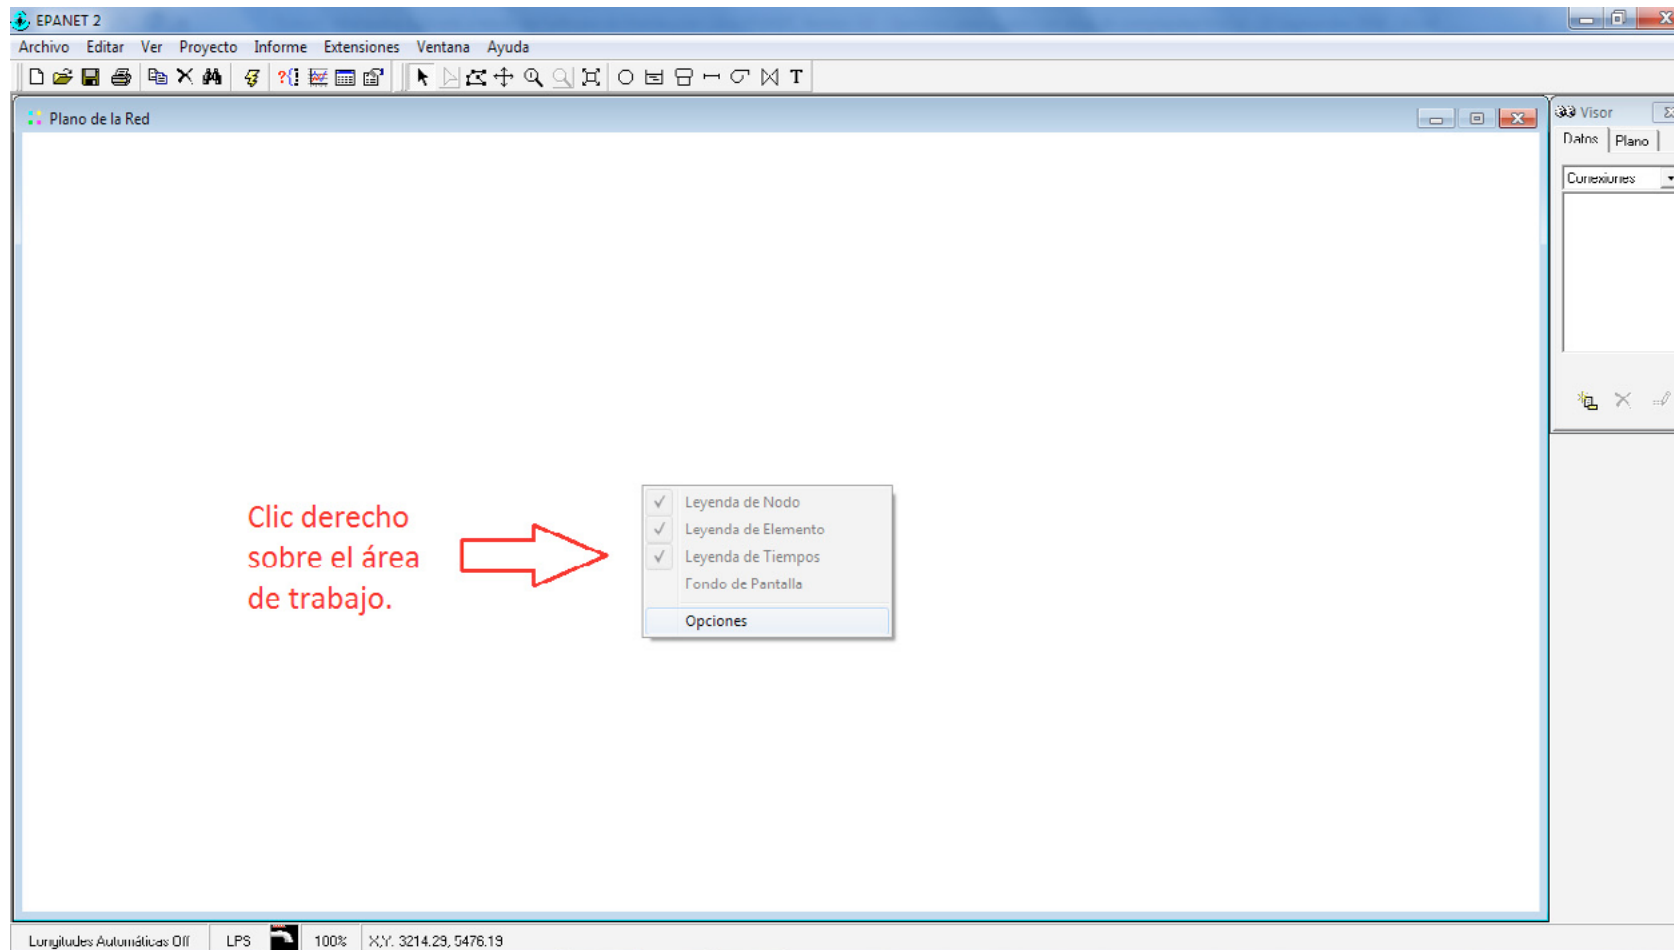 EPANET 2
Archivo Editar Ver Proyecto Informe Extensiones Ventana Ayuda
T
Plano de la Red
Visor
Datos Plano
Conexiones
Clic derecho
sobre el área
de trabajo.
Leyenda de Nodo
Leyenda de Elemento
Leyenda de Tiempos
Fondo de Pantalla
Opciones
Longitudes Automáticas Off LPS 100% X,Y: 3214.29, 5476.19